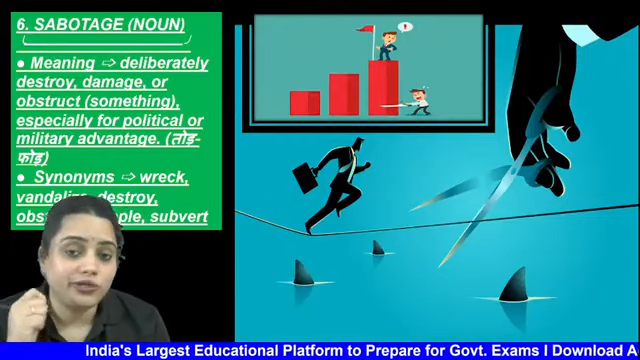 6. SABOTAGE (NOUN)
● Meaning ⇨ deliberately
destroy, damage, or
obstruct (something),
especially for political or
military advantage. (तोड़-
फोड़)
● Synonyms ⇨ wreck,
vandalize, destroy,
subvert
India's Largest Educational Platform to Prepare for Govt. Exams I Download A